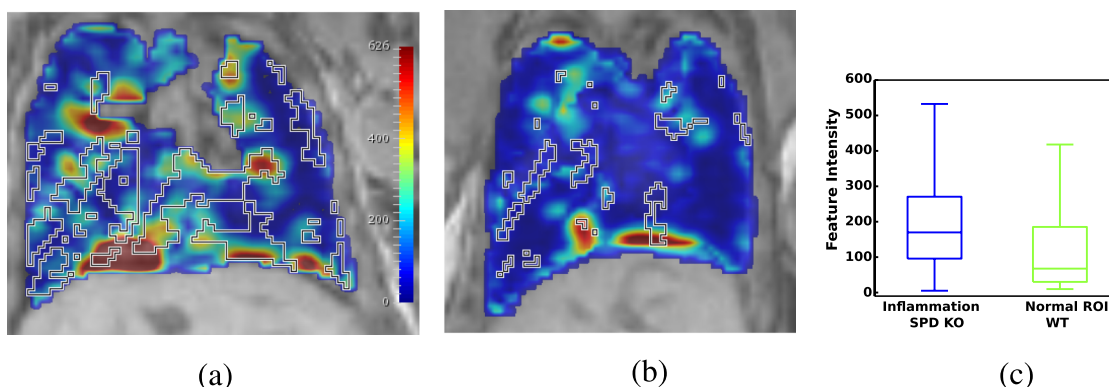 626
400
200
0
600
500
400
300
200
100
0
Feature Intensity
Inflammation
SPD KO
Normal ROI
WT
(a)
(b)
(c)